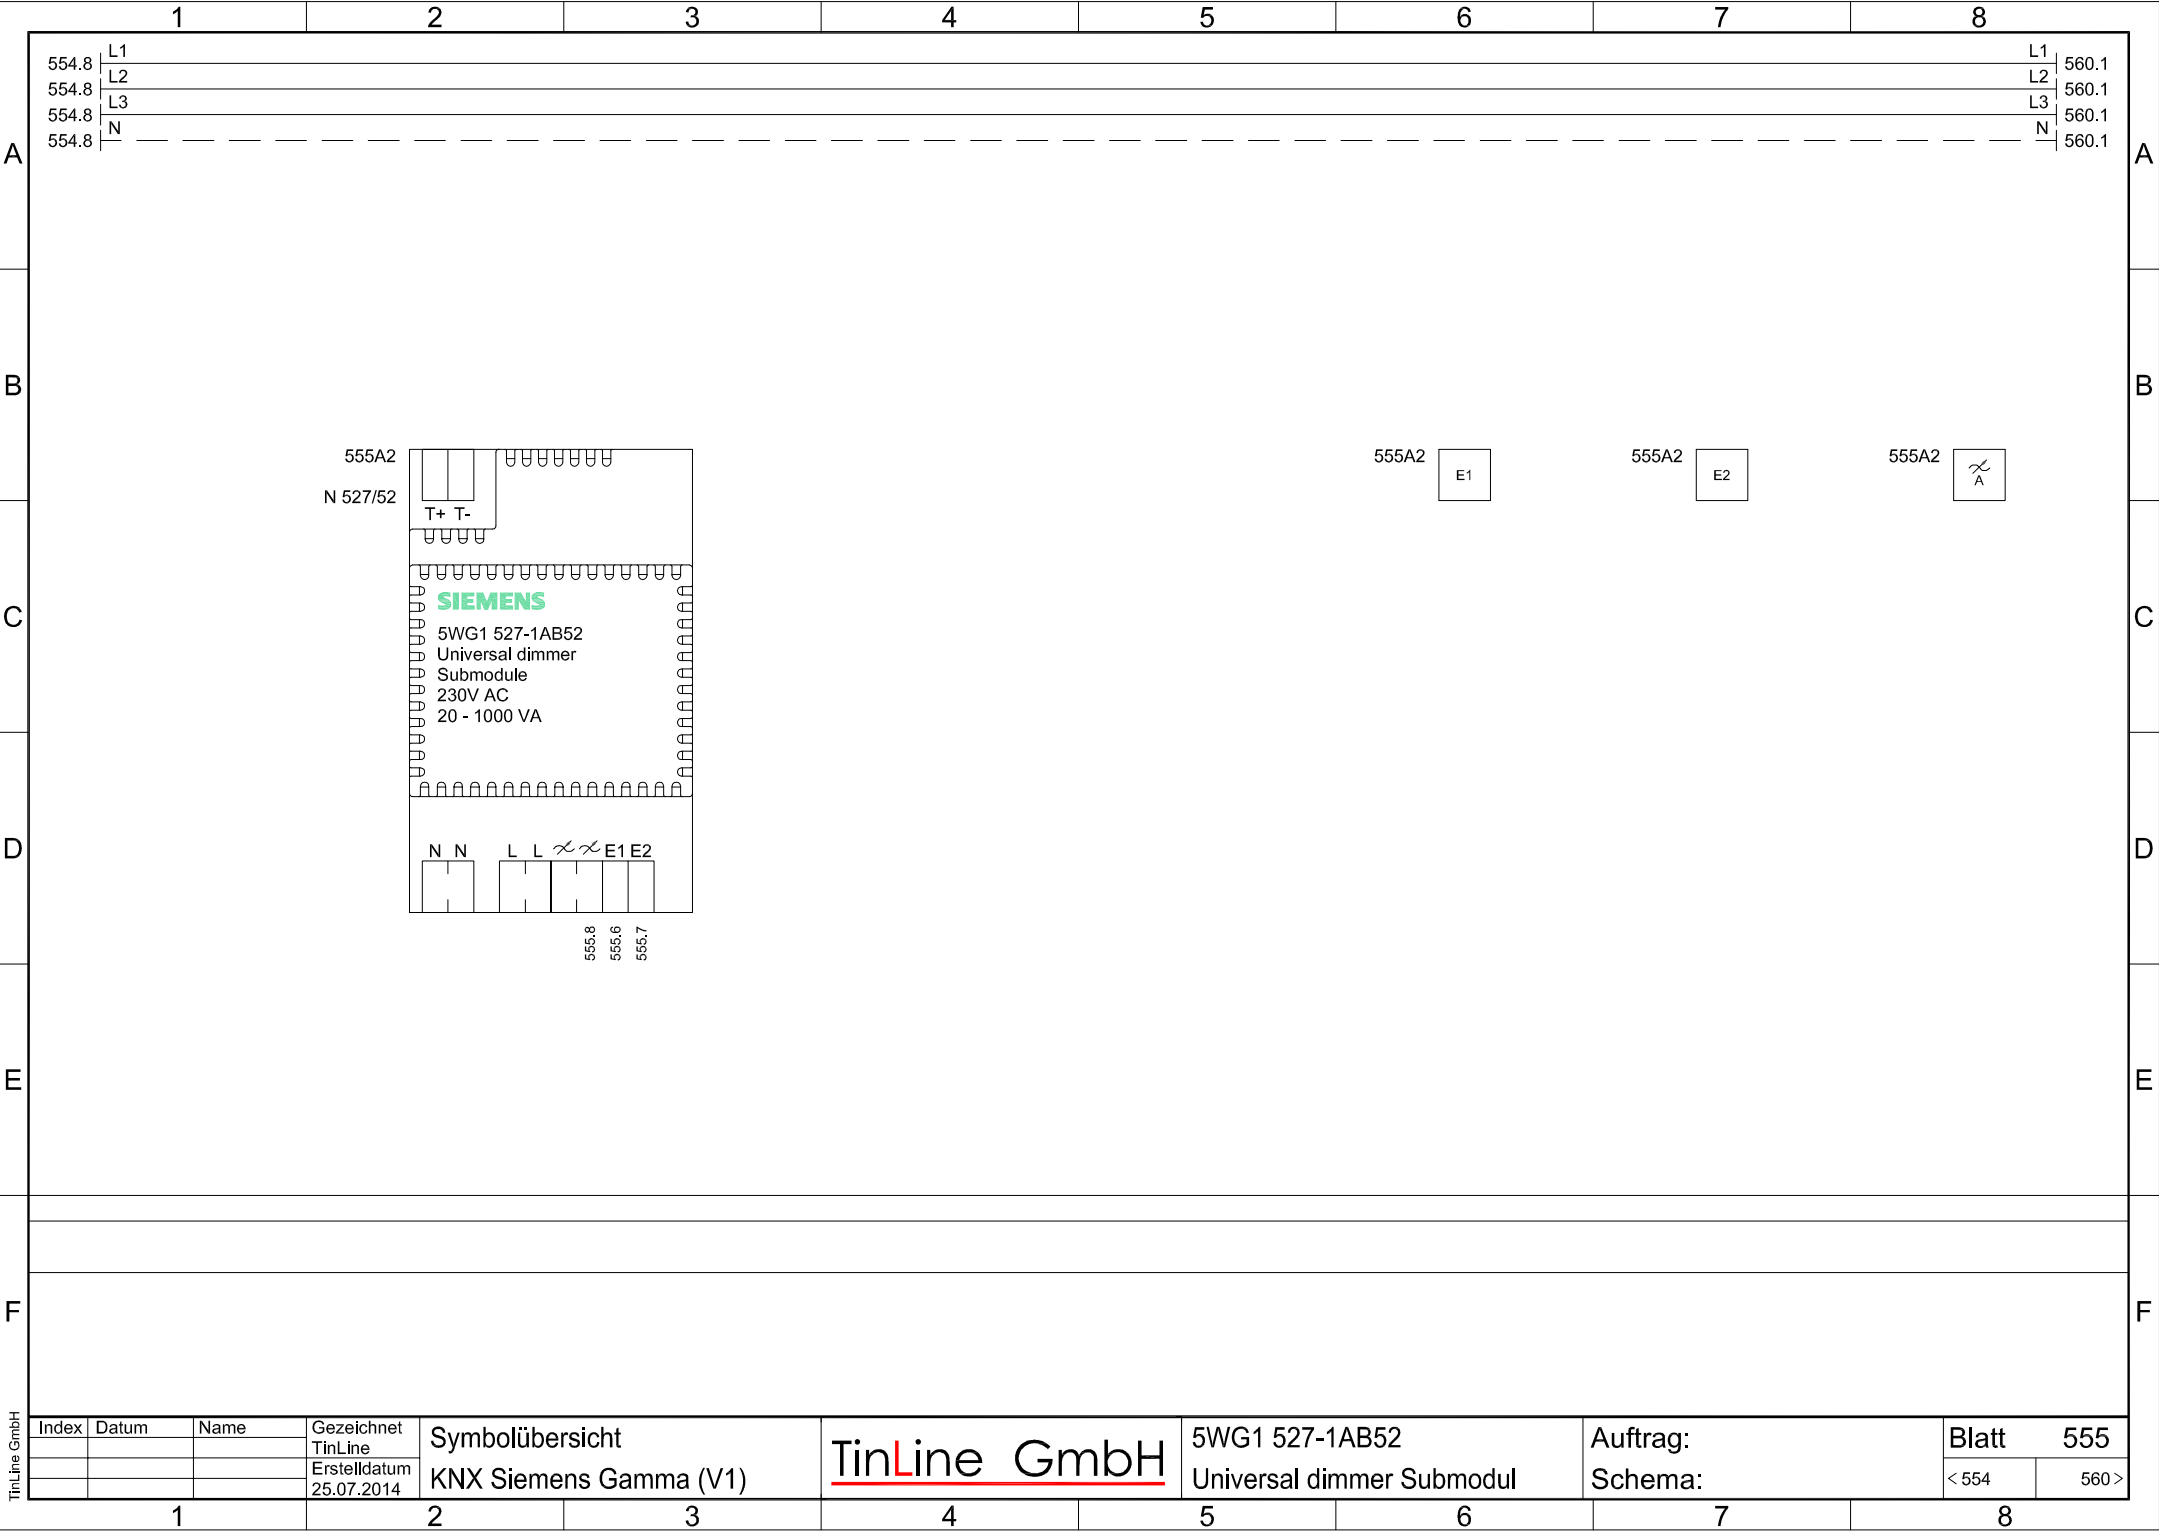 1 2 3 4 5 6 7 8
L1 L1
554.8 560.1
L2 L2
554.8 560.1
L3 L3
554.8 560.1
N N
554.8 560.1
A A
B B
555A2 555A2 E1 555A2 E2 555A2 A
N 527/52
T+ T-
SIEMENS
C C
5WG1 527-1AB52
Universal dimmer
Submodule
230V AC
20 - 1000 VA
D D
N N L L E1 E2
555.8 555.6 555.7
E E
F F
TinLine GmbH
Index Datum Name
Gezeichnet
TinLine
Erstelldatum
25.07.2014
Symbolübersicht
KNX Siemens Gamma (V1)
TinLine GmbH
5WG1 527-1AB52
Universal dimmer Submodul
Auftrag:
Schema:
Blatt 555
< 554 560 >
1 2 3 4 6 7 8